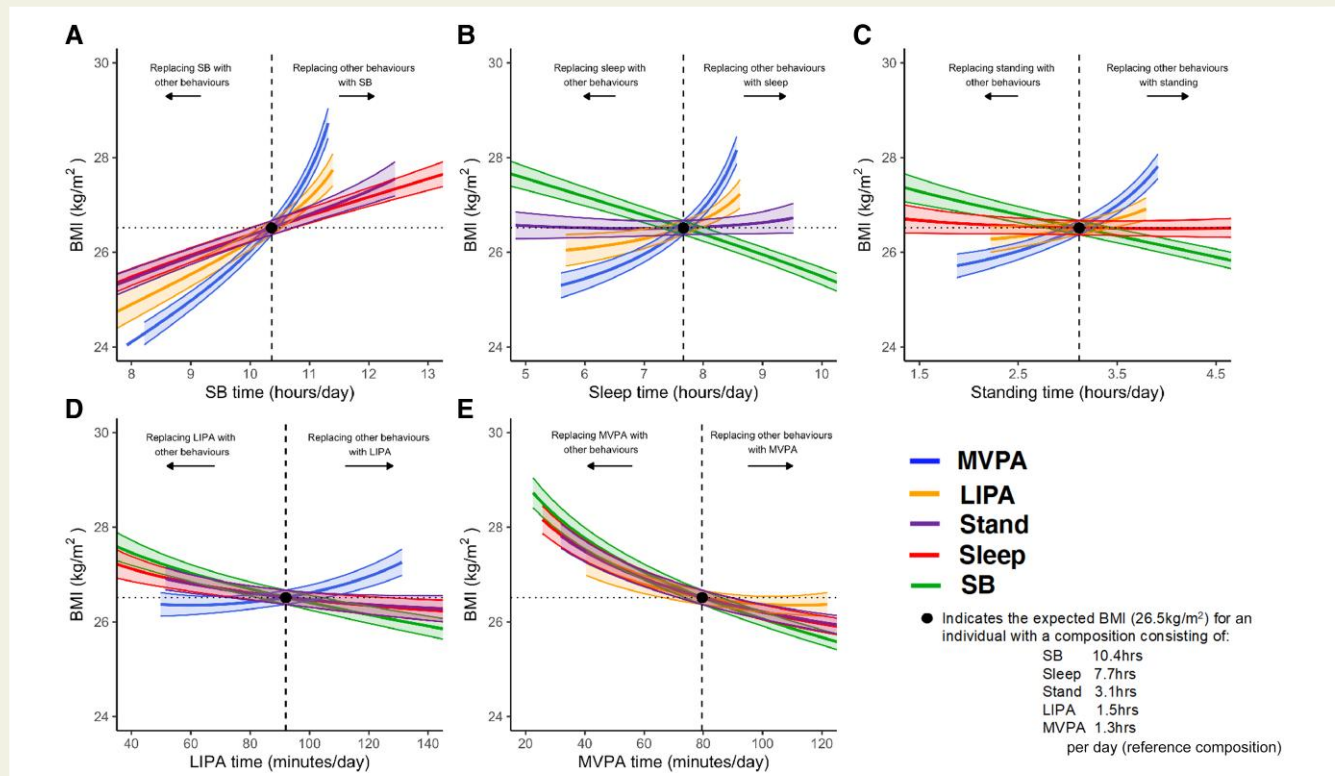 A
Replacing SB with
other behaviours
Replacing other behaviours
with SB
BMI (kg/m²)
30
28
26
24
8
9
10
11
12
13
SB time (hours/day)
B
Replacing sleep with
other behaviours
Replacing other behaviours
with sleep
BMI (kg/m²)
30
28
26
24
5
6
7
8
9
10
Sleep time (hours/day)
C
Replacing standing with
other behaviours
Replacing other behaviours
with standing
BMI (kg/m²)
30
28
26
24
1.5
2.5
3.5
4.5
Standing time (hours/day)
D
Replacing LIPA with
other behaviours
Replacing other behaviours
with LIPA
BMI (kg/m²)
30
28
26
24
40
60
80
100
120
140
LIPA time (minutes/day)
E
Replacing MVPA with
other behaviours
Replacing other behaviours
with MVPA
BMI (kg/m²)
30
28
26
24
20
40
60
80
100
120
MVPA time (minutes/day)
MVPA
LIPA
Stand
Sleep
SB
Indicates the expected BMI (26.5kg/m²) for an
individual with a composition consisting of:
SB 10.4hrs
Sleep 7.7hrs
Stand 3.1hrs
LIPA 1.5hrs
MVPA 1.3hrs
per day (reference composition)